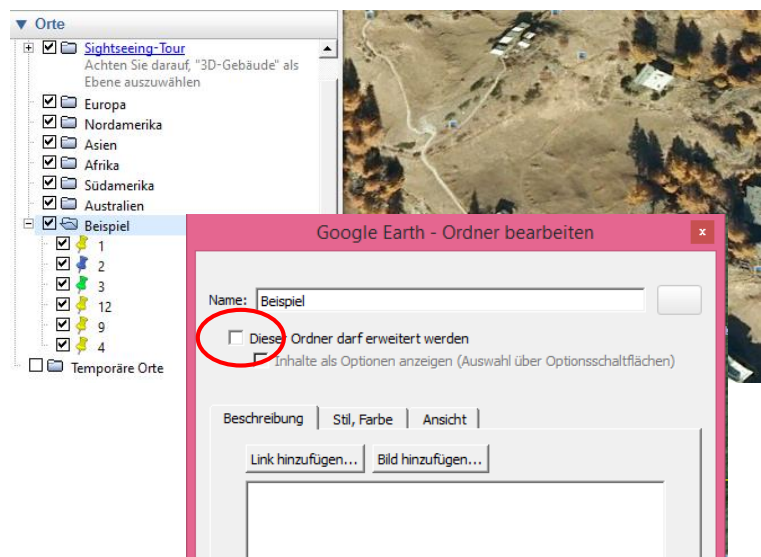 Orte
Sightseeing-Tour
Achten Sie darauf, "3D-Gebäude" als
Ebene auszuwählen
Europa
Nordamerika
Asien
Afrika
Südamerika
Australien
Beispiel
1
2
3
12
9
4
Temporäre Orte
Google Earth - Ordner bearbeiten
x
Name: Beispiel
Dieser Ordner darf erweitert werden
Inhalte als Optionen anzeigen (Auswahl über Optionsschaltflächen)
Beschreibung Stil, Farbe Ansicht
Link hinzufügen... Bild hinzufügen...